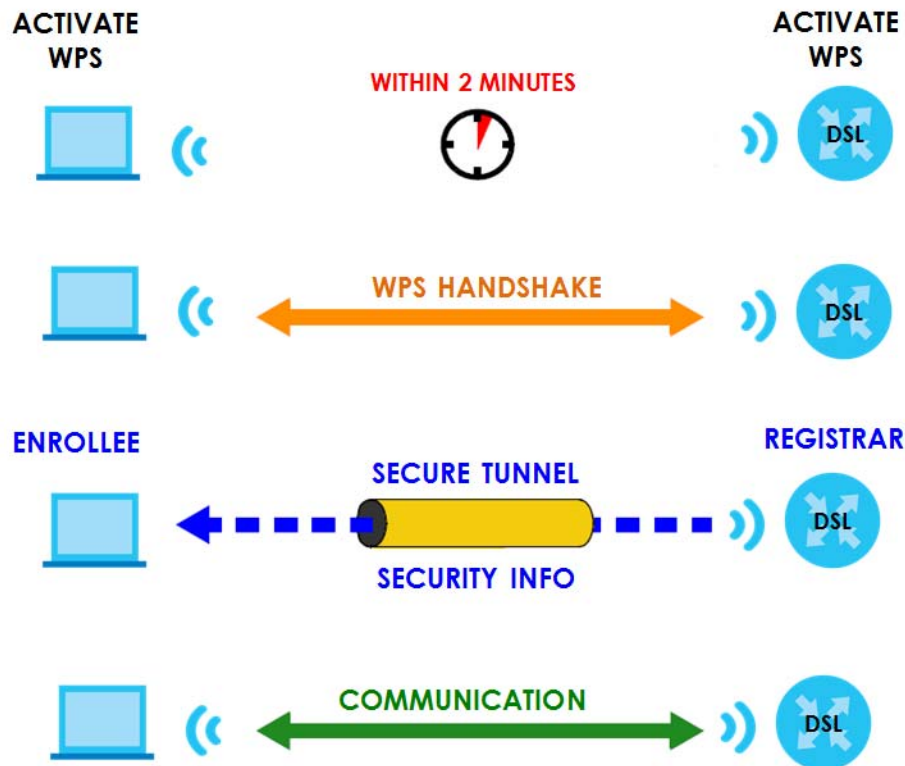 ACTIVATE
WPS
ACTIVATE
WPS
WITHIN 2 MINUTES
DSL
WPS HANDSHAKE
DSL
ENROLLEE
REGISTRAR
SECURE TUNNEL
DSL
SECURITY INFO
COMMUNICATION
DSL